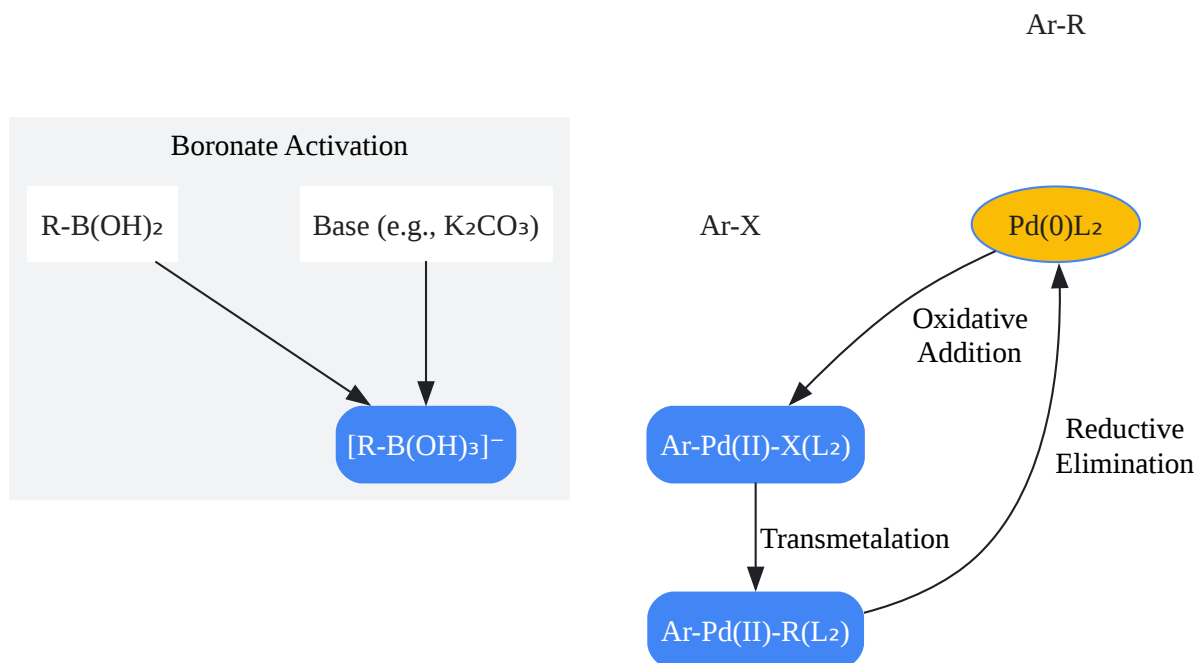 Ar-R
Boronate Activation
R-B(OH)₂
Base (e.g., K₂CO₃)
[R-B(OH)₃]⁻
Ar-X
Pd(0)L₂
Oxidative
Addition
Ar-Pd(II)-X(L₂)
Reductive
Elimination
Transmetalation
Ar-Pd(II)-R(L₂)